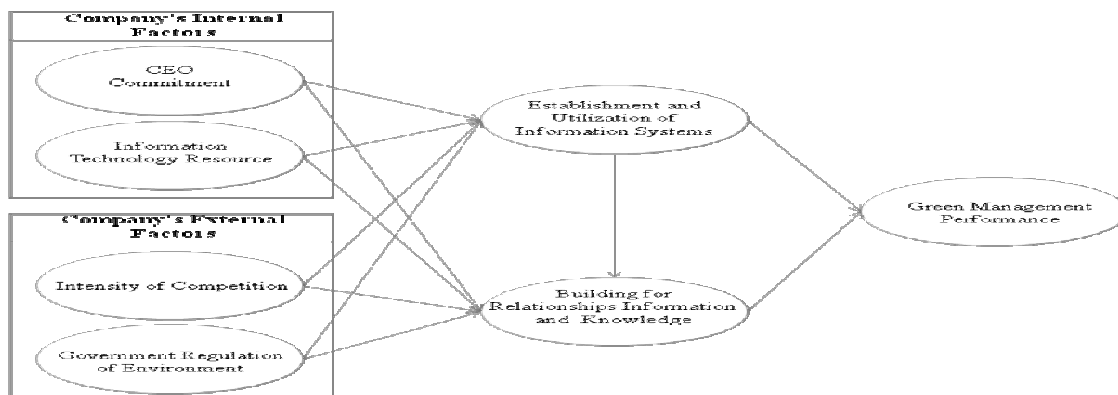 Company's Internal
Factors
CEO
Commitment
Information
Technology Resource
Company's External
Factors
Intensity of Competition
Government Regulation
of Environment
Establishment and
Utilization of
Information Systems
Building for
Relationships Information
and Knowledge
Green Management
Performance